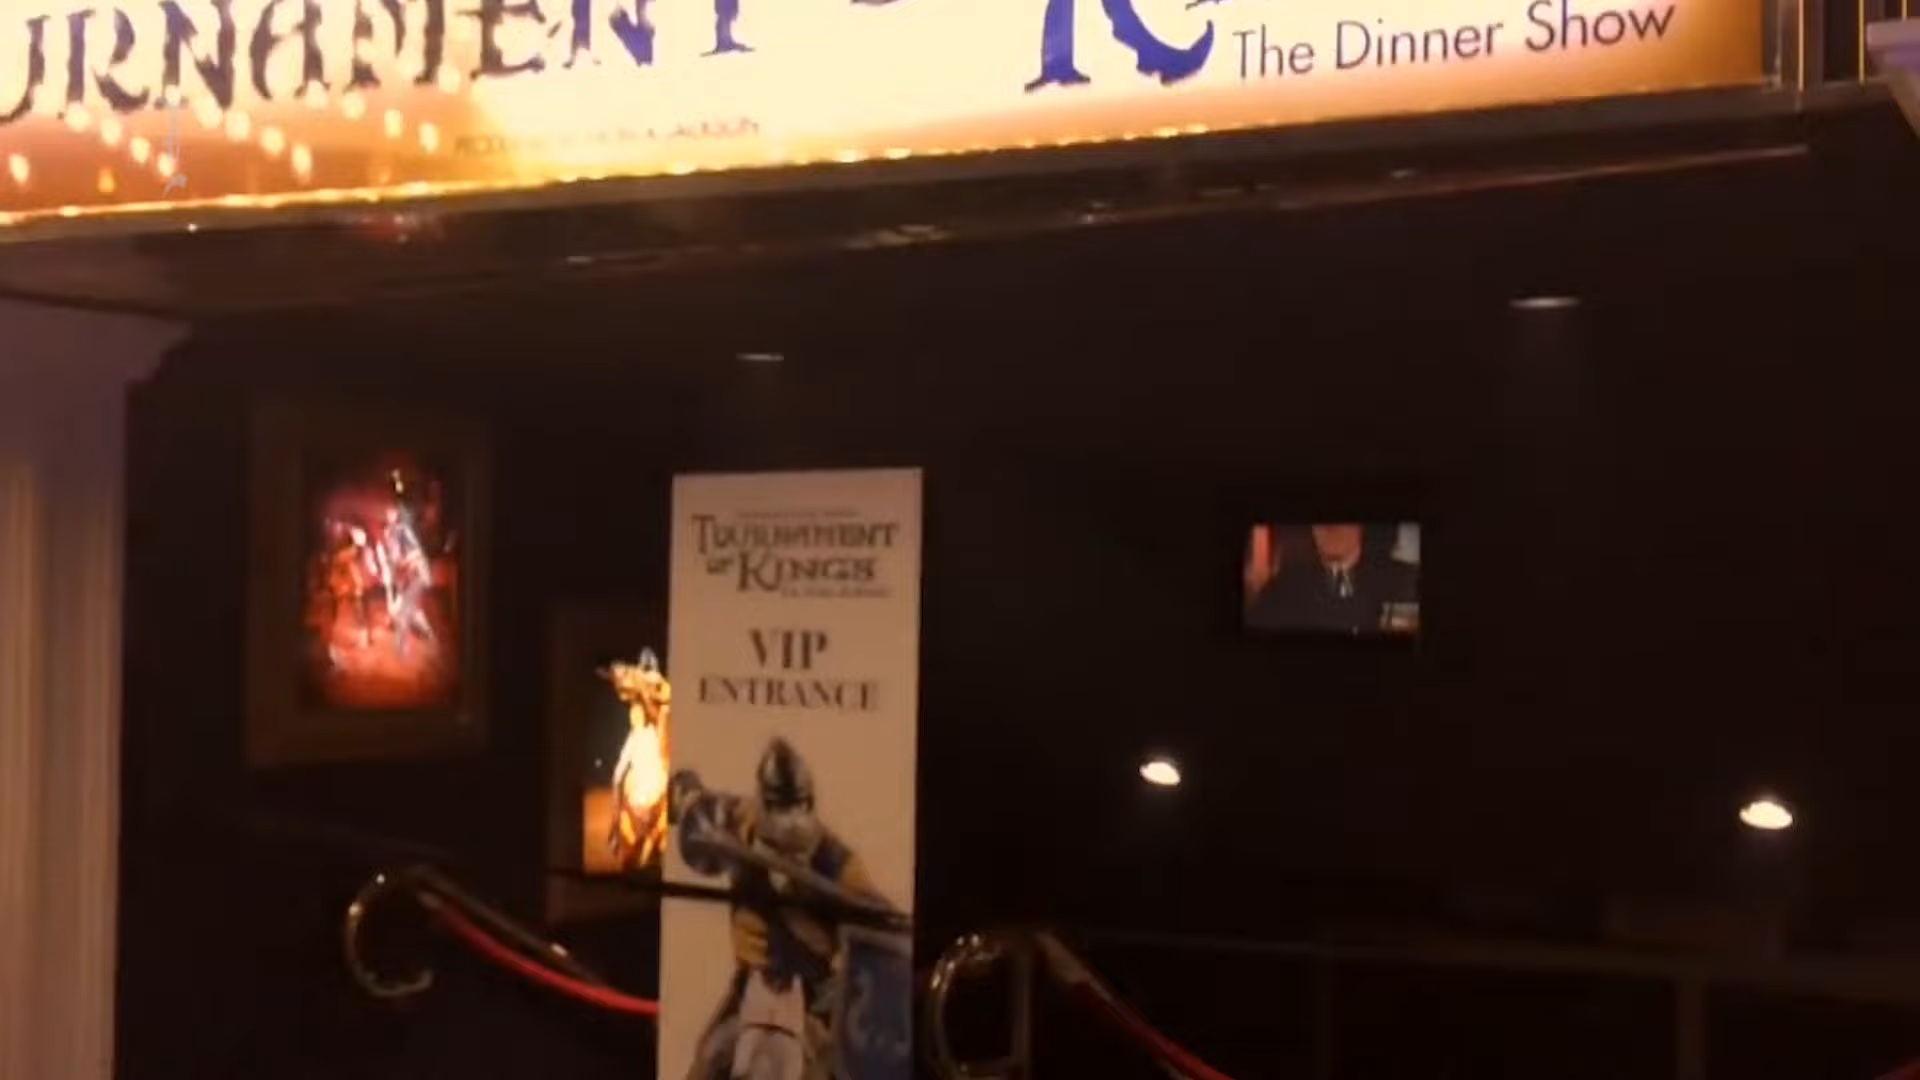 URNAMENT
The Dinner Show
TOURNAMENT
OF KINGS
VIP
ENTRANCE